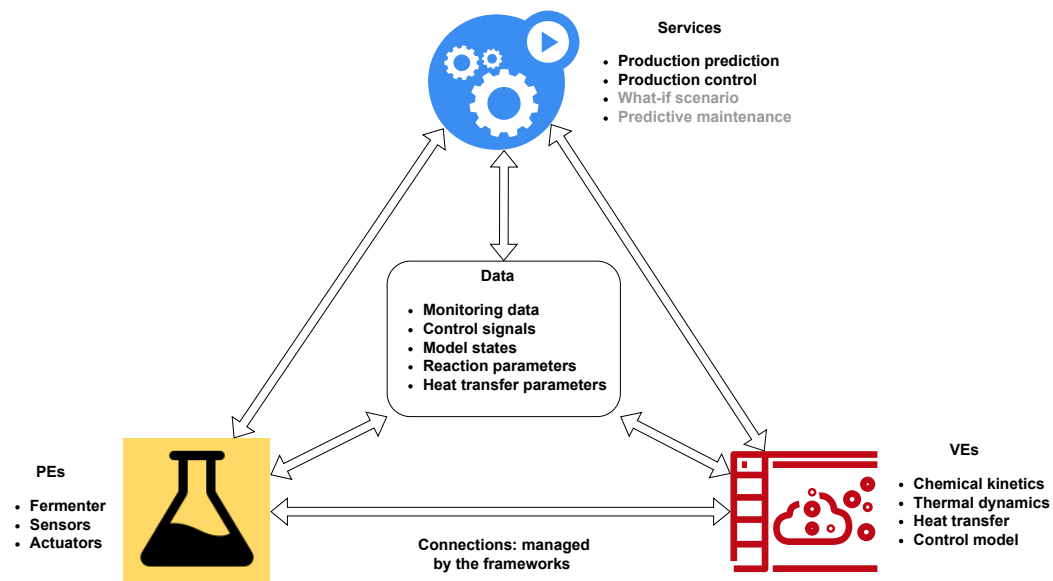 Services
Production prediction
Production control
What-if scenario
Predictive maintenance
Data
Monitoring data
Control signals
Model states
Reaction parameters
Heat transfer parameters
PEs
Fermenter
Sensors
Actuators
VEs
Chemical kinetics
Thermal dynamics
Heat transfer
Control model
Connections: managed
by the frameworks